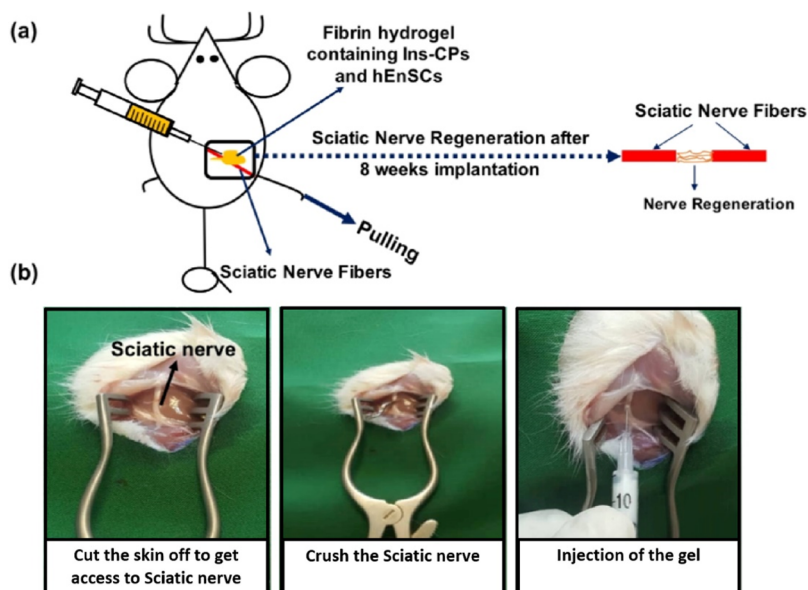 (a)
Fibrin hydrogel
containing Ins-CPs
and hEnSCs
Sciatic Nerve Regeneration after
8 weeks implantation
Sciatic Nerve Fibers
Nerve Regeneration
Pulling
Sciatic Nerve Fibers
(b)
Sciatic nerve
-10
Cut the skin off to get
access to Sciatic nerve
Crush the Sciatic nerve
Injection of the gel